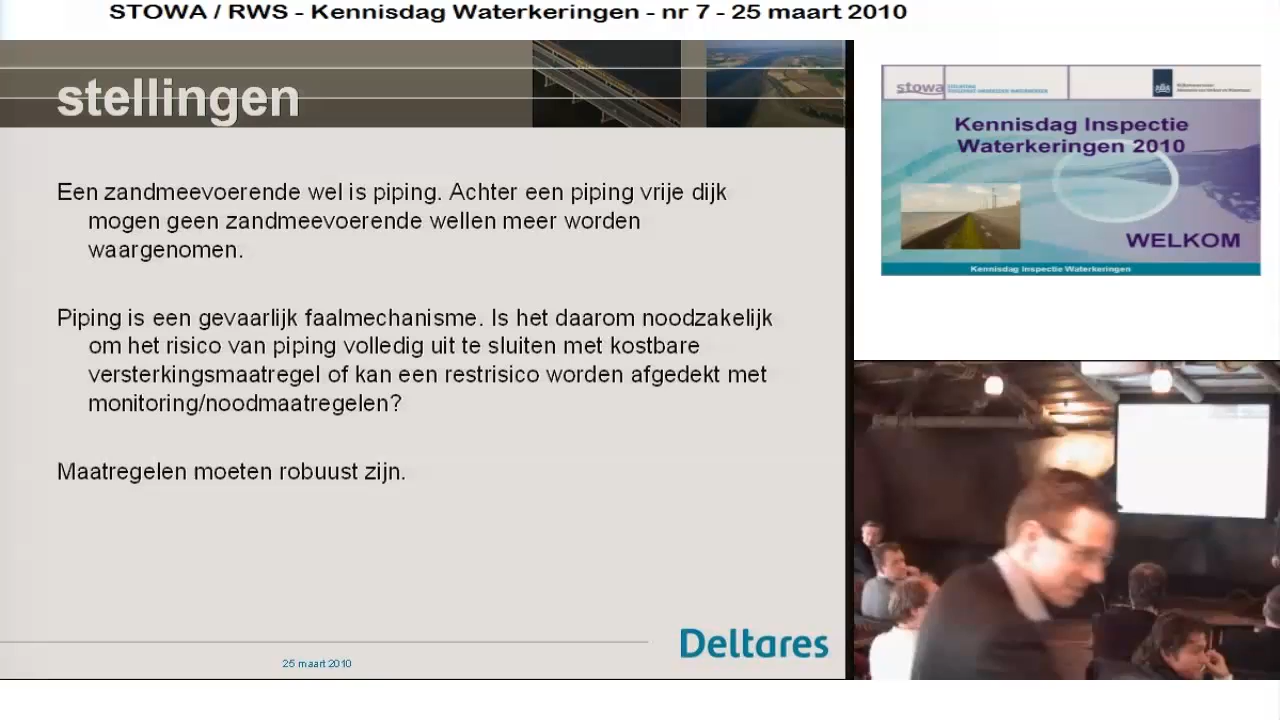 STOWA / RWS - Kennisdag Waterkeringen - nr 7 - 25 maart 2010
stellingen
Een zandmeevoerende wel is piping. Achter een piping vrije dijk
mogen geen zandmeevoerende wellen meer worden
waargenomen.
Piping is een gevaarlijk faalmechanisme. Is het daarom noodzakelijk
om het risico van piping volledig uit te sluiten met kostbare
versterkingsmaatregel of kan een restrisico worden afgedekt met
monitoring/noodmaatregelen?
Maatregelen moeten robuust zijn.
Deltares
25 maart 2010
stowa
Kennisdag Inspectie
Waterkeringen 2010
WELKOM
Kennisdag Inspectie Waterkeringen